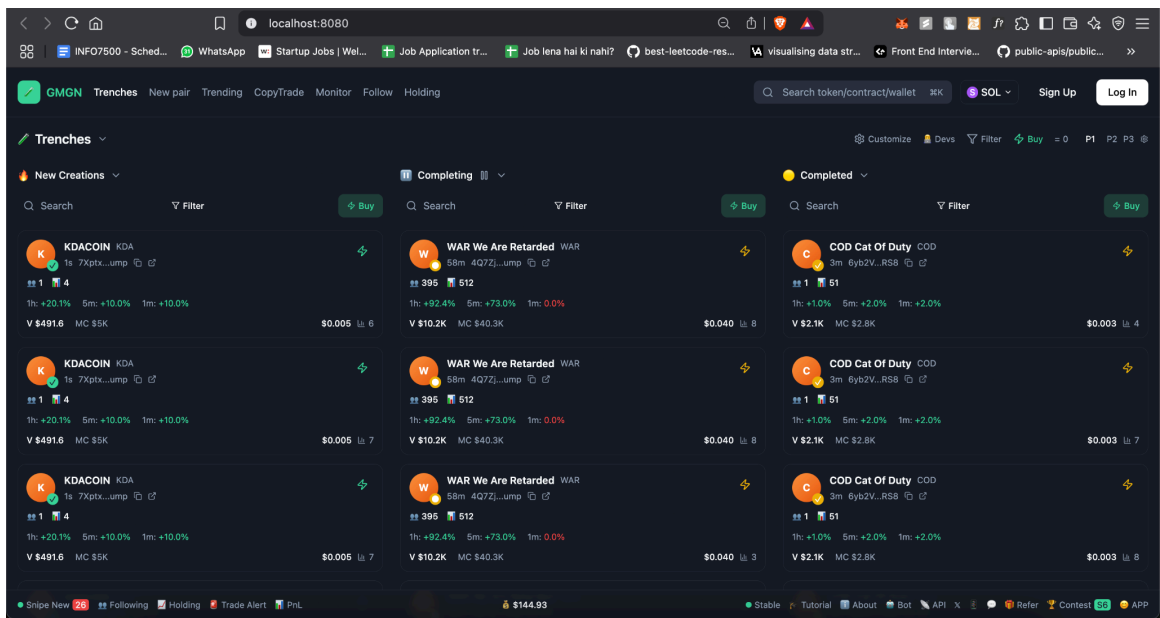 localhost:8080
INFO7500 - Sched... WhatsApp Startup Jobs | Wel... Job Application tr... Job lena hai ki nahi? best-leetcode-res... visualising data str... Front End Intervie... public-apis/public... »
GMGN Trenches New pair Trending CopyTrade Monitor Follow Holding Search token/contract/wallet ⌘K S SOL Sign Up Log In
Trenches Customize Devs Filter Buy = 0 P1 P2 P3
New Creations Completing Completed
Search Filter Buy Search Filter Buy Search Filter Buy
K KDACOIN KDA
1s 7Xptx...ump
1 4
1h: +20.1% 5m: +10.0% 1m: +10.0%
V $491.6 MC $5K $0.005 6
W WAR We Are Retarded WAR
58m 4Q7Zj...ump
395 512
1h: +92.4% 5m: +73.0% 1m: 0.0%
V $10.2K MC $40.3K $0.040 8
C COD Cat Of Duty COD
3m 6yb2V...RS8
1 51
1h: +1.0% 5m: +2.0% 1m: +2.0%
V $2.1K MC $2.8K $0.003 4
K KDACOIN KDA
1s 7Xptx...ump
1 4
1h: +20.1% 5m: +10.0% 1m: +10.0%
V $491.6 MC $5K $0.005 7
W WAR We Are Retarded WAR
58m 4Q7Zj...ump
395 512
1h: +92.4% 5m: +73.0% 1m: 0.0%
V $10.2K MC $40.3K $0.040 8
C COD Cat Of Duty COD
3m 6yb2V...RS8
1 51
1h: +1.0% 5m: +2.0% 1m: +2.0%
V $2.1K MC $2.8K $0.003 7
K KDACOIN KDA
1s 7Xptx...ump
1 4
1h: +20.1% 5m: +10.0% 1m: +10.0%
V $491.6 MC $5K $0.005 7
W WAR We Are Retarded WAR
58m 4Q7Zj...ump
395 512
1h: +92.4% 5m: +73.0% 1m: 0.0%
V $10.2K MC $40.3K $0.040 3
C COD Cat Of Duty COD
3m 6yb2V...RS8
1 51
1h: +1.0% 5m: +2.0% 1m: +2.0%
V $2.1K MC $2.8K $0.003 8
Snipe New 26 Following Holding Trade Alert PnL $144.93 Stable Tutorial About Bot API X Refer Contest S6 APP